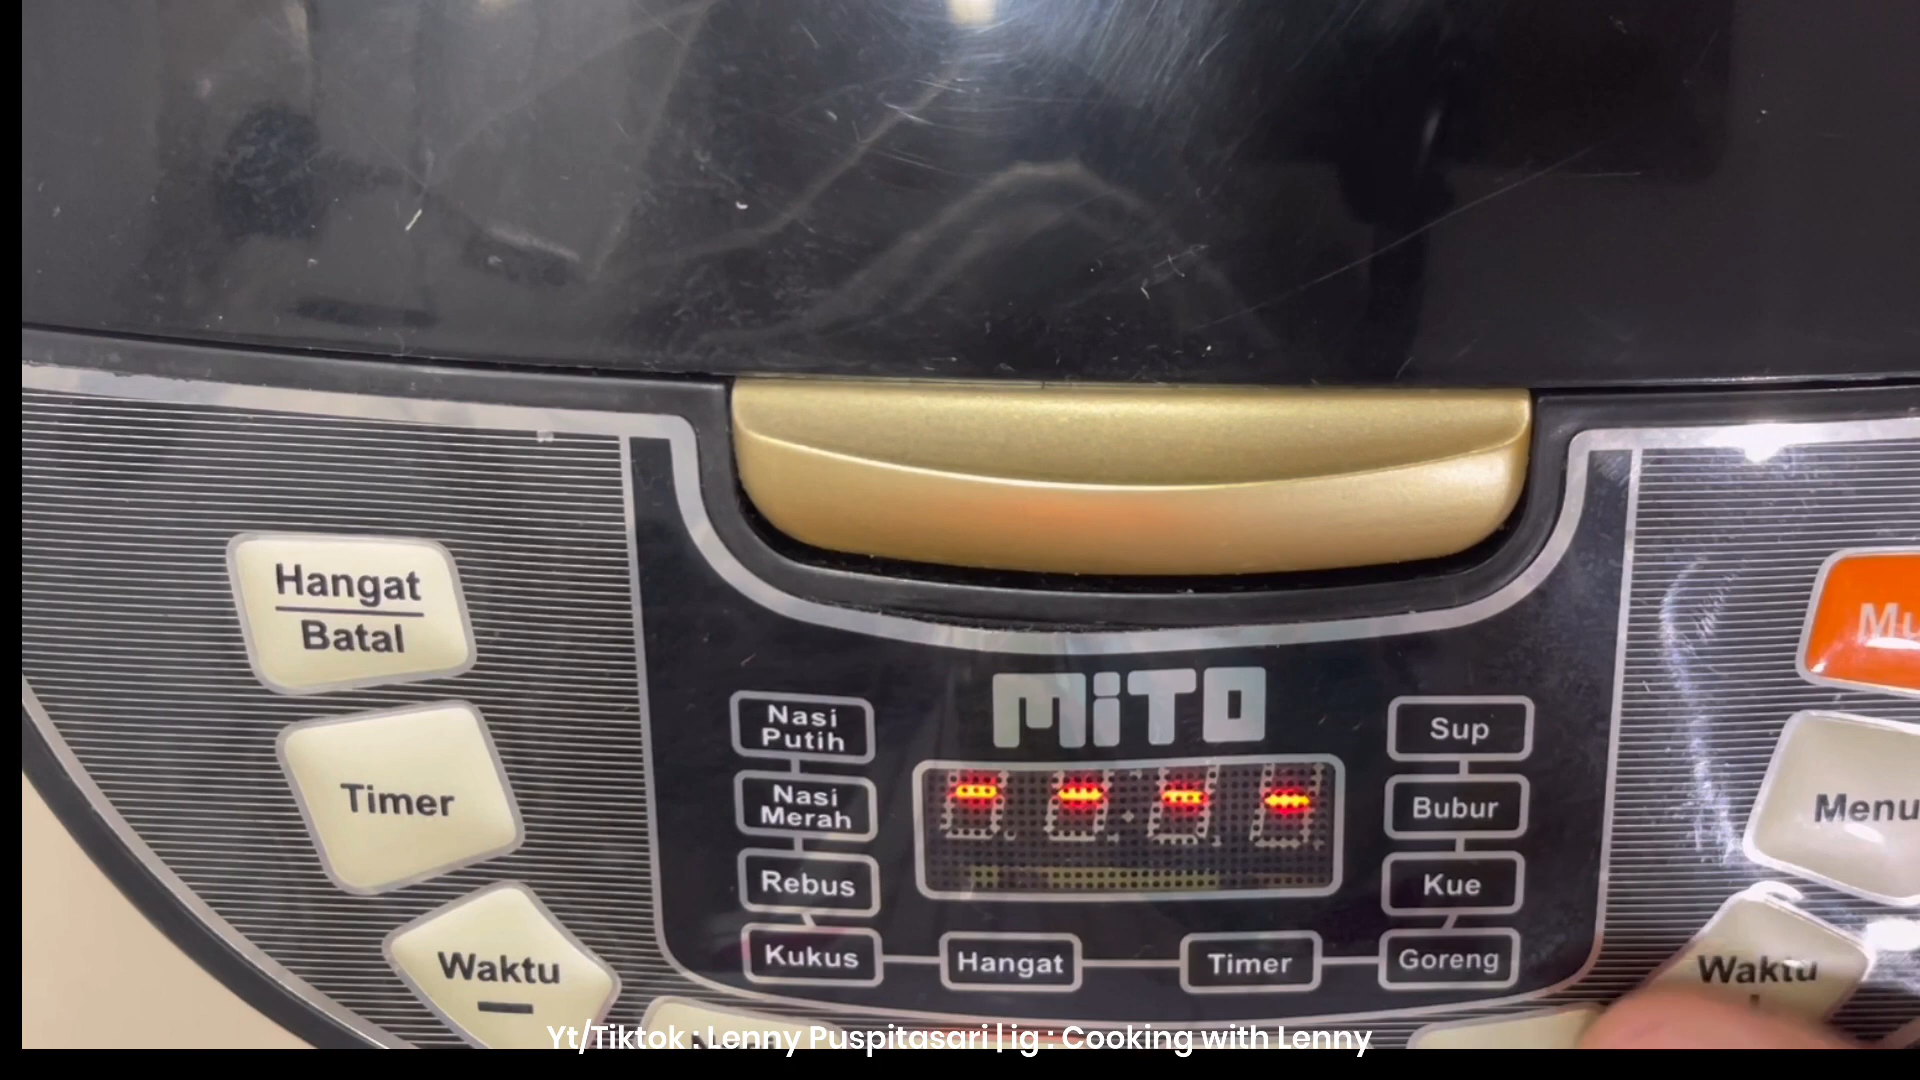 Hangat
Batal
Timer
Waktu
—
MiTO
Nasi
Putih
Nasi
Merah
Rebus
Kukus
Hangat
Timer
Goreng
Sup
Bubur
Kue
----
Mu
Menu
Waktu
Yt/Tiktok : Lenny Puspitasari | ig : Cooking with Lenny